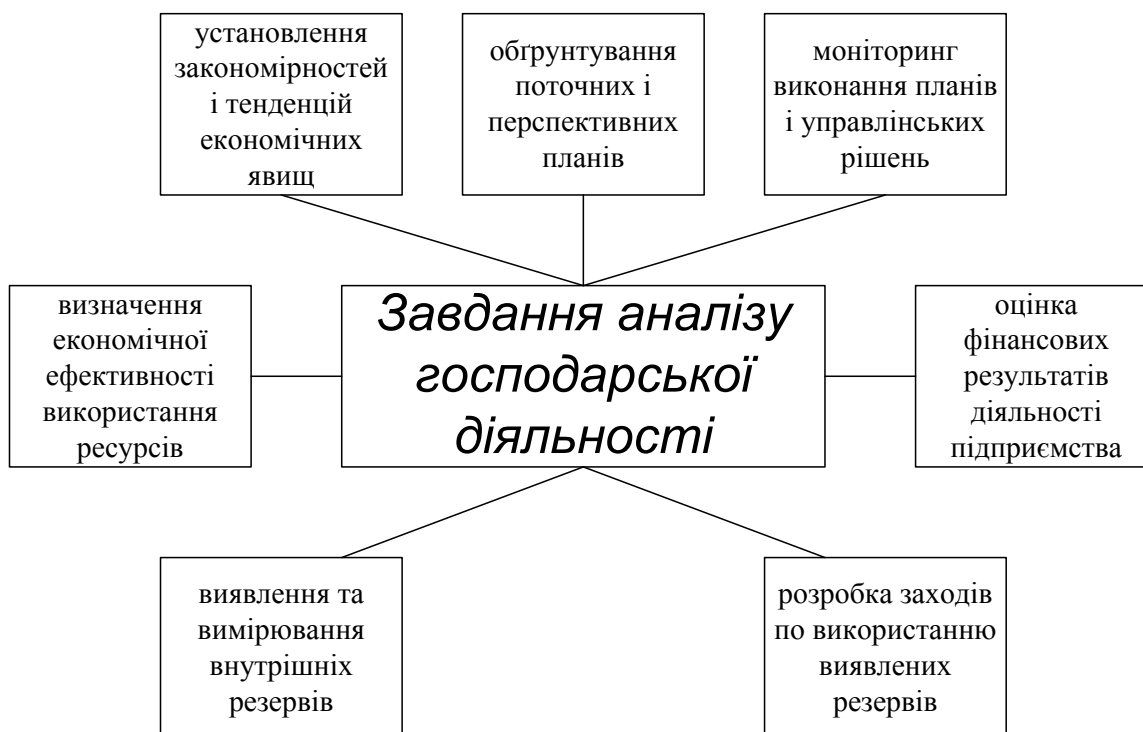 установлення
закономірностей
і тенденцій
економічних
явищ
обґрунтування
поточних і
перспективних
планів
моніторинг
виконання планів
і управлінських
рішень
визначення
економічної
ефективності
використання
ресурсів
Завдання аналізу
господарської
діяльності
оцінка
фінансових
результатів
діяльності
підприємства
виявлення та
вимірювання
внутрішніх
резервів
розробка заходів
по використанню
виявлених
резервів